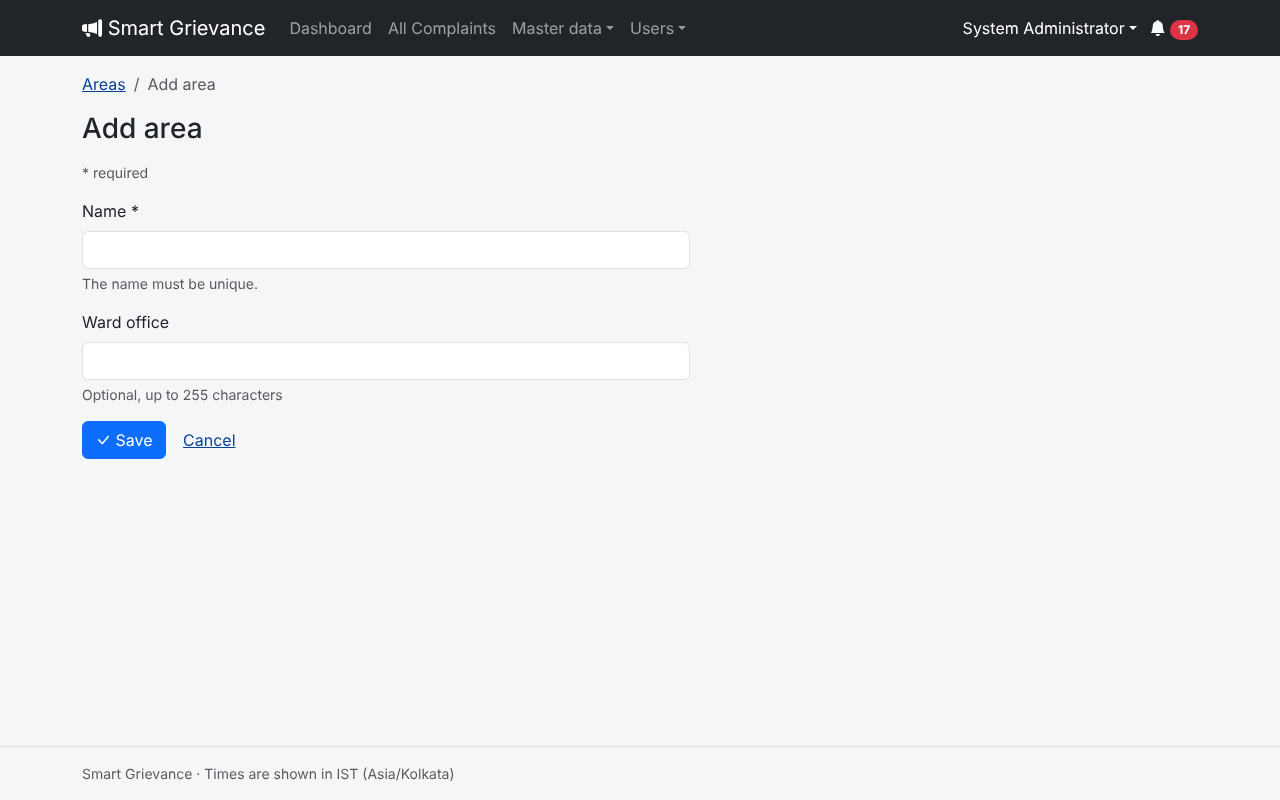 Smart Grievance Dashboard All Complaints Master data Users System Administrator 17
Areas / Add area
Add area
* required
Name *
The name must be unique.
Ward office
Optional, up to 255 characters
Save Cancel
Smart Grievance · Times are shown in IST (Asia/Kolkata)